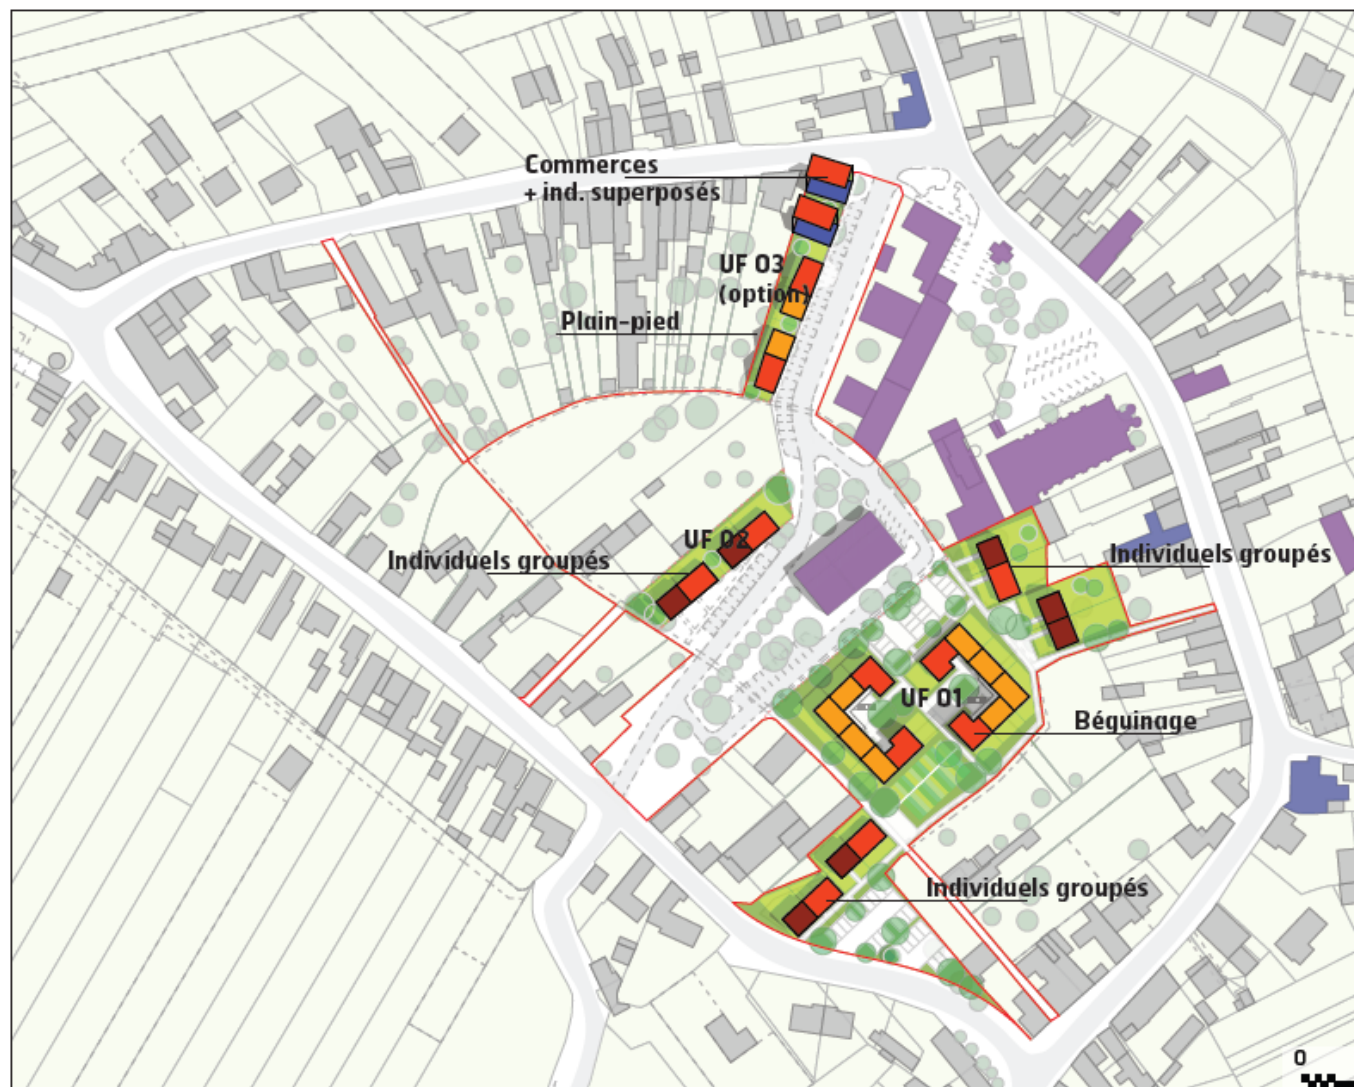 Commerces
+ ind. superposés
UF 03
(option)
Plain-pied
UF 02
Individuels groupés
Individuels groupés
UF 01
Béguinage
Individuels groupés
0